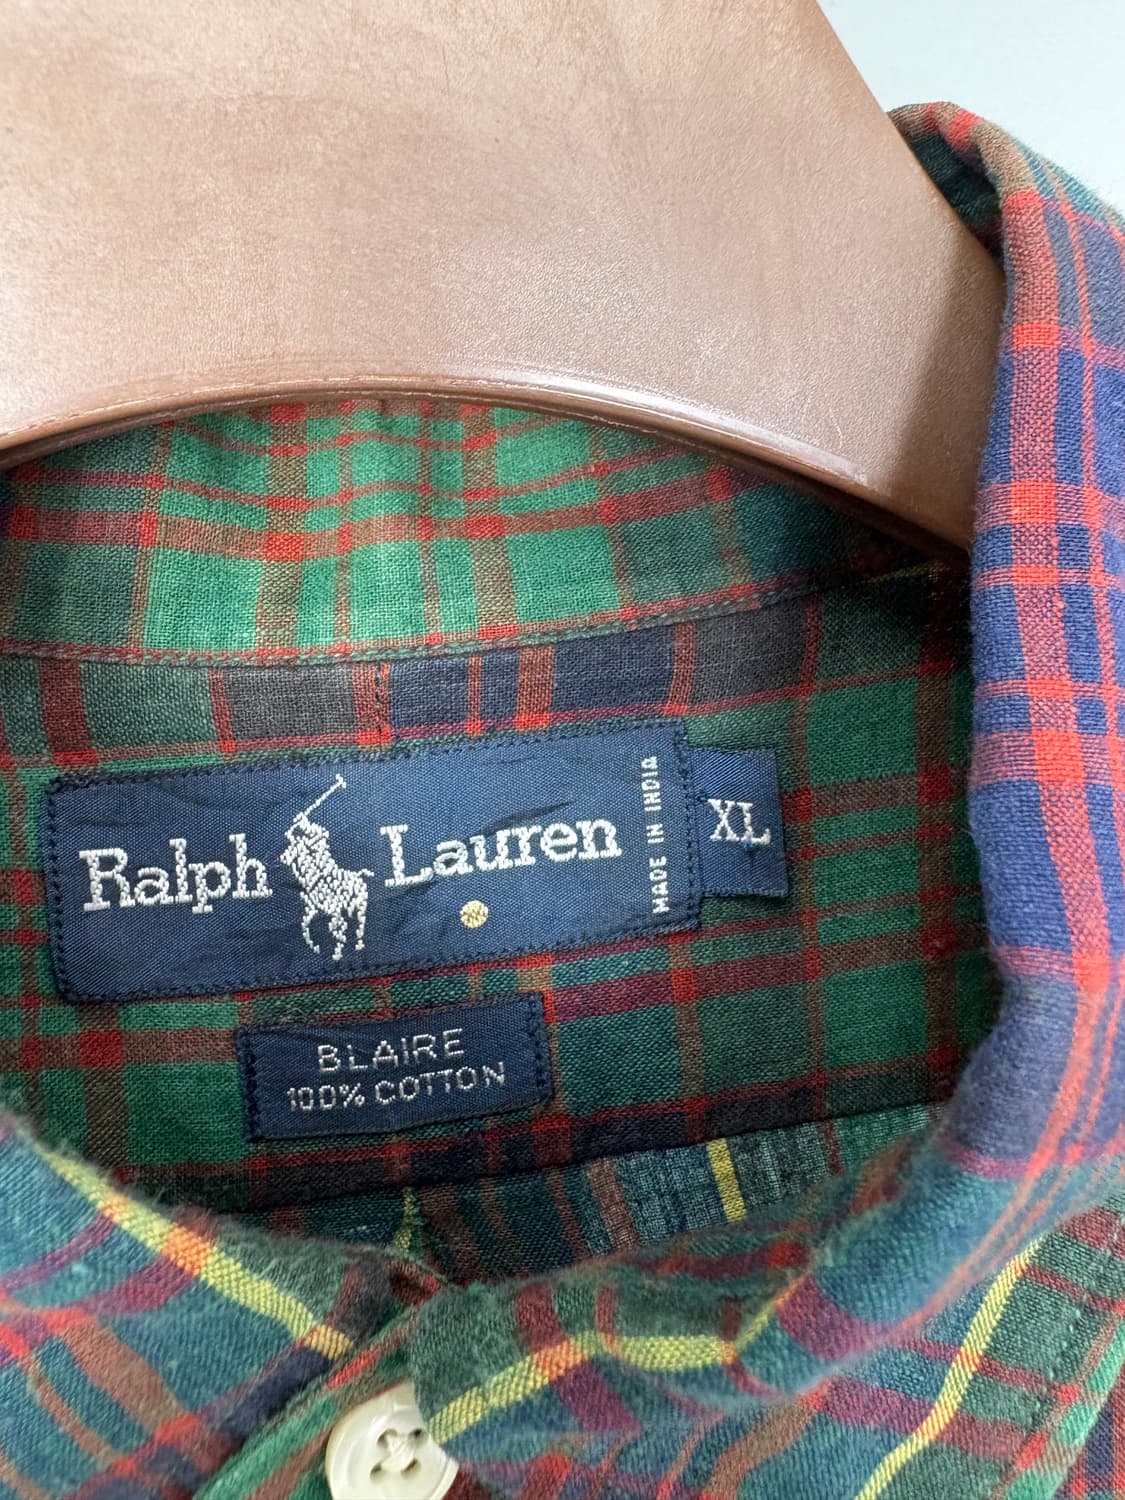 Ralph Lauren
MADE IN INDIA
XL
BLAIRE
100% COTTON